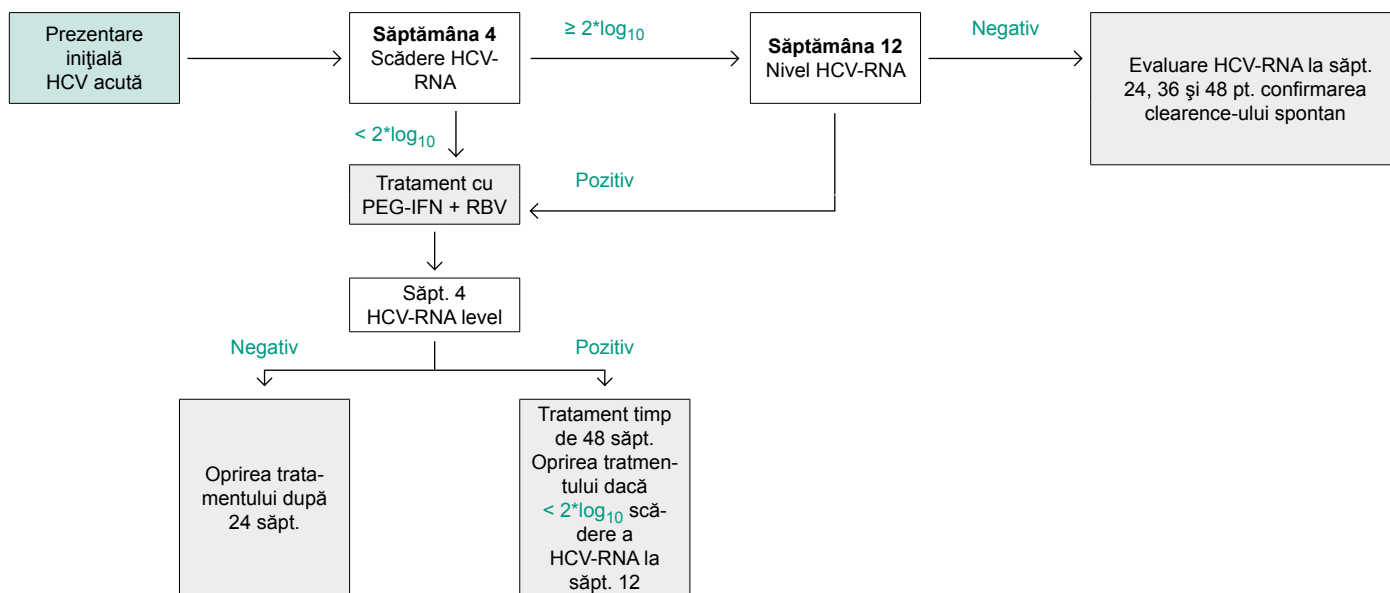 Prezentare
iniţială
HCV acută
Săptămâna 4
Scădere HCV-
RNA
≥ 2*log10
Săptămâna 12
Nivel HCV-RNA
Negativ
Evaluare HCV-RNA la săpt.
24, 36 şi 48 pt. confirmarea
clearence-ului spontan
< 2*log10
Tratament cu
PEG-IFN + RBV
Pozitiv
Săpt. 4
HCV-RNA level
Negativ
Pozitiv
Oprirea trata-
mentului după
24 săpt.
Tratament timp
de 48 săpt.
Oprirea tratmen-
tului dacă
< 2*log10 scă-
dere a
HCV-RNA la
săpt. 12